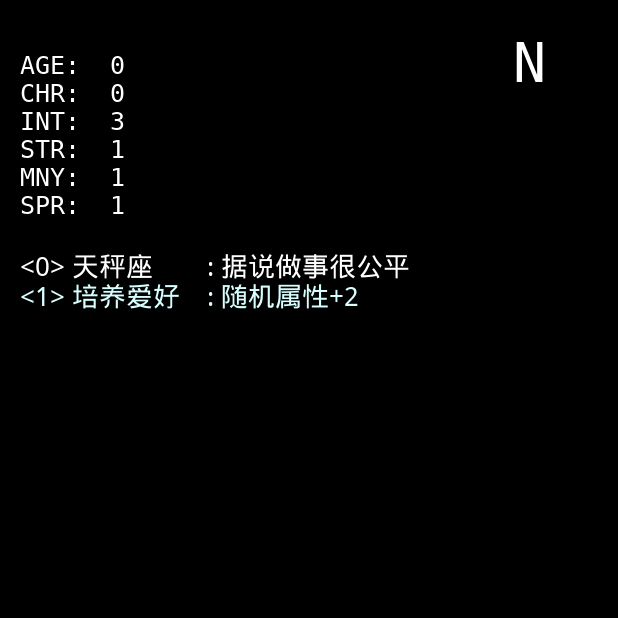 N
AGE: 0
CHR: 0
INT: 3
STR: 1
MNY: 1
SPR: 1
<0> 天秤座 : 据说做事很公平
<1> 培养爱好 : 随机属性+2